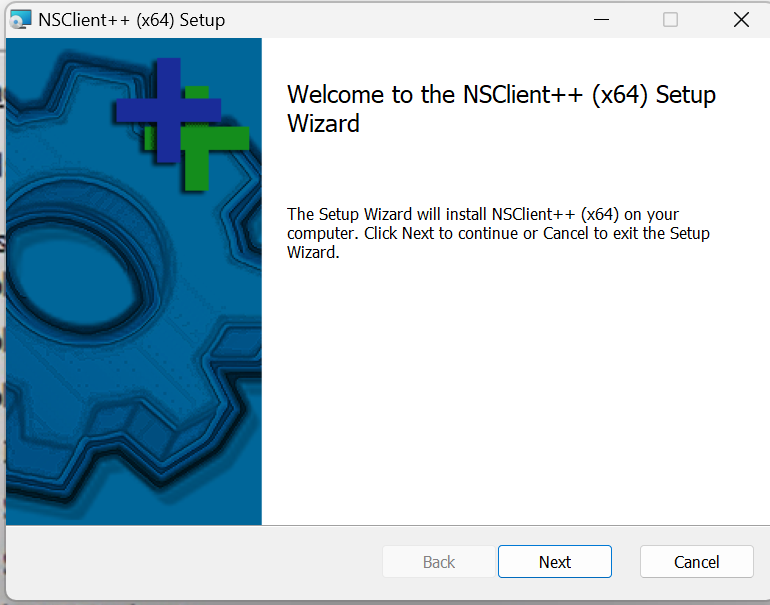 NSClient++ (x64) Setup
Welcome to the NSClient++ (x64) Setup
Wizard
The Setup Wizard will install NSClient++ (x64) on your
computer. Click Next to continue or Cancel to exit the Setup
Wizard.
Back
Next
Cancel